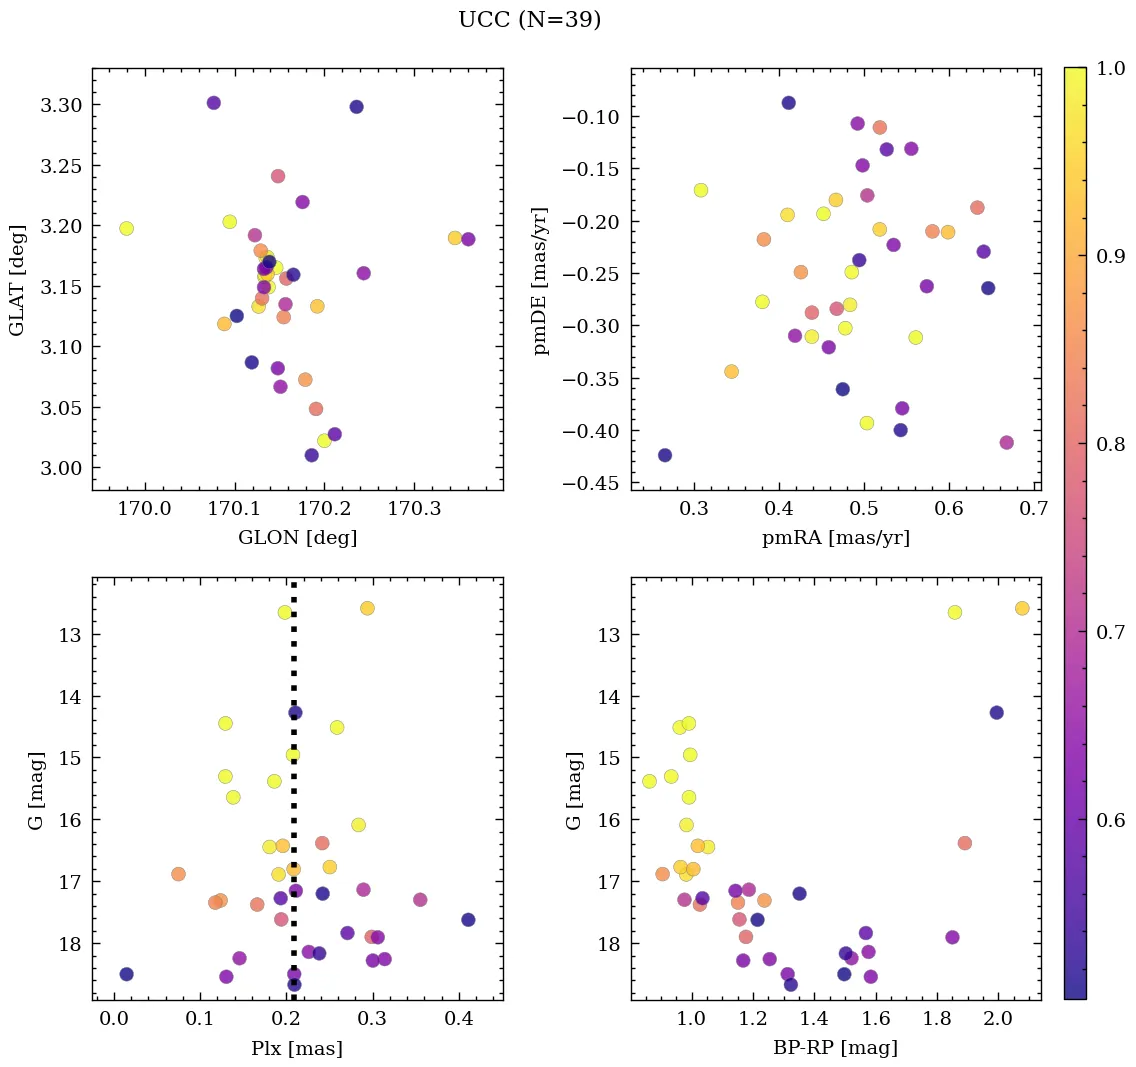 UCC (N=39)
3.30
3.25
3.20
3.15
3.10
3.05
3.00
GLAT [deg]
170.0 170.1 170.2 170.3
GLON [deg]
−0.10
−0.15
−0.20
−0.25
−0.30
−0.35
−0.40
−0.45
pmDE [mas/yr]
0.3 0.4 0.5 0.6 0.7
pmRA [mas/yr]
13
14
15
16
17
18
G [mag]
0.0 0.1 0.2 0.3 0.4
Plx [mas]
13
14
15
16
17
18
G [mag]
1.0 1.2 1.4 1.6 1.8 2.0
BP-RP [mag]
1.0
0.9
0.8
0.7
0.6